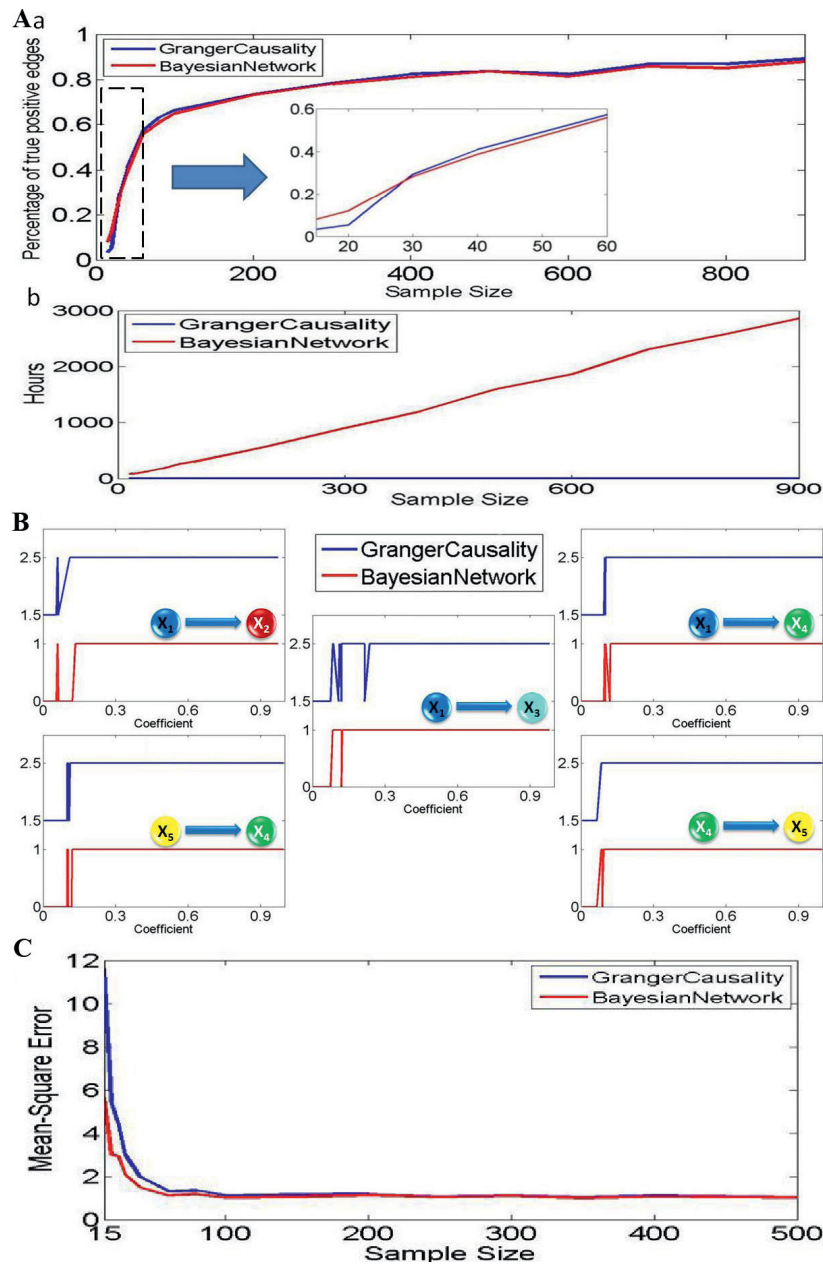 Aa
GrangerCausality
BayesianNetwork
Percentage of true positive edges
1
0.8
0.6
0.4
0.2
0
0 200 400 600 800
Sample Size
0.6
0.4
0.2
0
20 30 40 50 60
b
GrangerCausality
BayesianNetwork
Hours
3000
2000
1000
0
0 300 600 900
Sample Size
B
GrangerCausality
BayesianNetwork
2.5
1.5
1
0
X1 X2
0 0.3 0.6 0.9
Coefficient
2.5
1.5
1
0
X1 X3
0 0.3 0.6 0.9
Coefficient
2.5
1.5
1
0
X1 X4
0 0.3 0.6 0.9
Coefficient
2.5
1.5
1
0
X5 X4
0 0.3 0.6 0.9
Coefficient
2.5
1.5
1
0
X4 X5
0 0.3 0.6 0.9
Coefficient
C
GrangerCausality
BayesianNetwork
Mean-Square Error
12
10
8
6
4
2
0
15 100 200 300 400 500
Sample Size